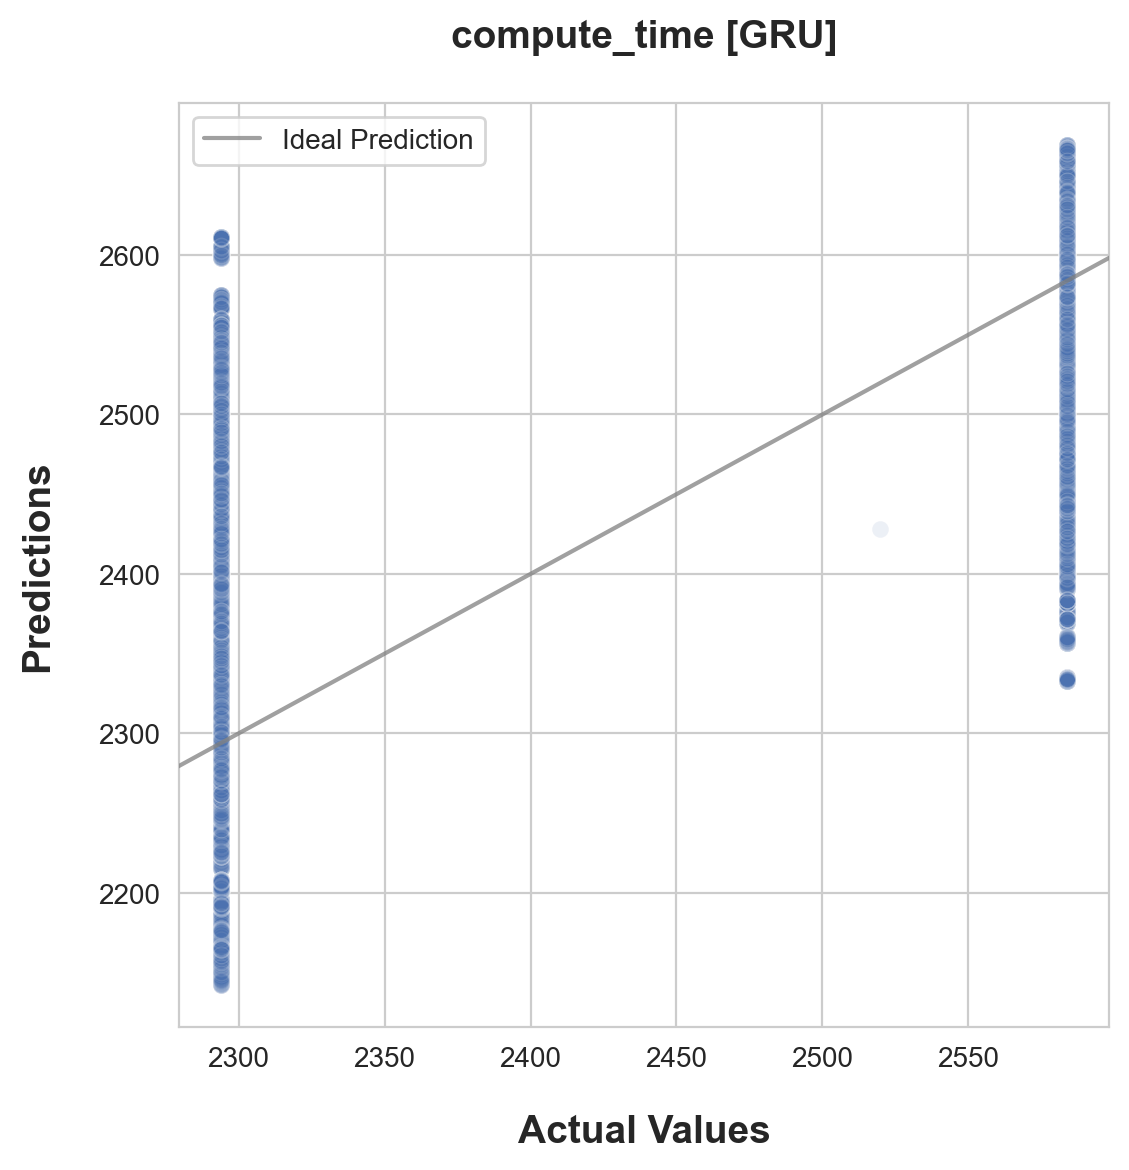 compute_time [GRU]
Ideal Prediction
2600
2500
2400
2300
2200
Predictions
2300 2350 2400 2450 2500 2550
Actual Values